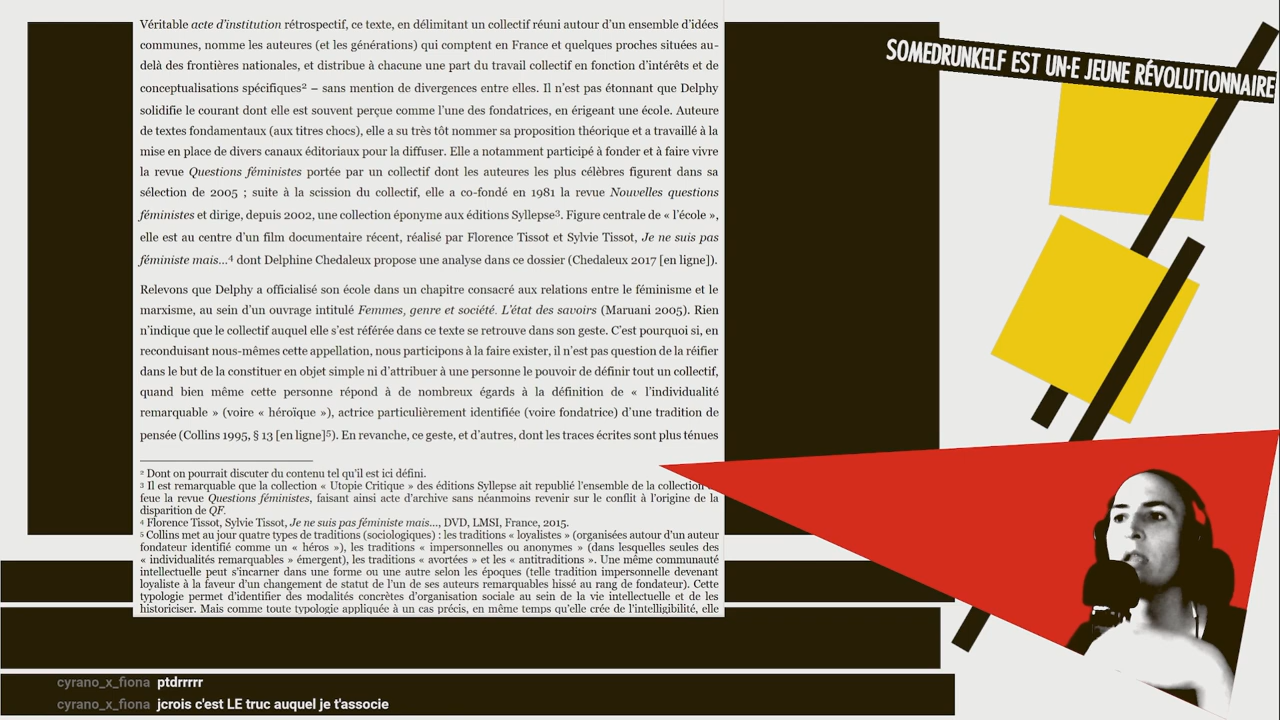 Véritable acte d'institution rétrospectif, ce texte, en délimitant un collectif réuni autour d'un ensemble d'idées
communes, nomme les auteures (et les générations) qui comptent en France et quelques proches situées au-
delà des frontières nationales, et distribue à chacune une part du travail collectif en fonction d'intérêts et de
conceptualisations spécifiques² – sans mention de divergences entre elles. Il n'est pas étonnant que Delphy
solidifie le courant dont elle est souvent perçue comme l'une des fondatrices, en érigeant une école. Auteure
de textes fondamentaux (aux titres chocs), elle a su très tôt nommer sa proposition théorique et a travaillé à la
mise en place de divers canaux éditoriaux pour la diffuser. Elle a notamment participé à fonder et à faire vivre
la revue Questions féministes portée par un collectif dont les auteures les plus célèbres figurent dans sa
sélection de 2005 ; suite à la scission du collectif, elle a co-fondé en 1981 la revue Nouvelles questions
féministes et dirige, depuis 2002, une collection éponyme aux éditions Syllepse³. Figure centrale de « l'école »,
elle est au centre d'un film documentaire récent, réalisé par Florence Tissot et Sylvie Tissot, Je ne suis pas
féministe mais...⁴ dont Delphine Chedaleux propose une analyse dans ce dossier (Chedaleux 2017 [en ligne]).
Relevons que Delphy a officialisé son école dans un chapitre consacré aux relations entre le féminisme et le
marxisme, au sein d'un ouvrage intitulé Femmes, genre et société. L'état des savoirs (Maruani 2005). Rien
n'indique que le collectif auquel elle s'est référée dans ce texte se retrouve dans son geste. C'est pourquoi si, en
reconduisant nous-mêmes cette appellation, nous participons à la faire exister, il n'est pas question de la réifier
dans le but de la constituer en objet simple ni d'attribuer à une personne le pouvoir de définir tout un collectif,
quand bien même cette personne répond à de nombreux égards à la définition de « l'individualité
remarquable » (voire « héroïque »), actrice particulièrement identifiée (voire fondatrice) d'une tradition de
pensée (Collins 1995, § 13 [en ligne]⁵). En revanche, ce geste, et d'autres, dont les traces écrites sont plus ténues
² Dont on pourrait discuter du contenu tel qu'il est ici défini.
³ Il est remarquable que la collection « Utopie Critique » des éditions Syllepse ait republié l'ensemble de la collection
feue la revue Questions féministes, faisant ainsi acte d'archive sans néanmoins revenir sur le conflit à l'origine de la
disparition de QF.
⁴ Florence Tissot, Sylvie Tissot, Je ne suis pas féministe mais..., DVD, LMSI, France, 2015.
⁵ Collins met au jour quatre types de traditions (sociologiques) : les traditions « loyalistes » (organisées autour d'un auteur
fondateur identifié comme un « héros »), les traditions « impersonnelles ou anonymes » (dans lesquelles seules des
« individualités remarquables » émergent), les traditions « avortées » et les « antitraditions ». Une même communauté
intellectuelle peut s'incarner dans une forme ou une autre selon les époques (telle tradition impersonnelle devenant
loyaliste à la faveur d'un changement de statut de l'un de ses auteurs remarquables hissé au rang de fondateur). Cette
typologie permet d'identifier des modalités concrètes d'organisation sociale au sein de la vie intellectuelle et de les
historiciser. Mais comme toute typologie appliquée à un cas précis, en même temps qu'elle crée de l'intelligibilité, elle
SOMEDRUNKELF EST UN·E JEUNE RÉVOLUTIONNAIRE
cyrano_x_fiona ptdrrrrr
cyrano_x_fiona jcrois c'est LE truc auquel je t'associe